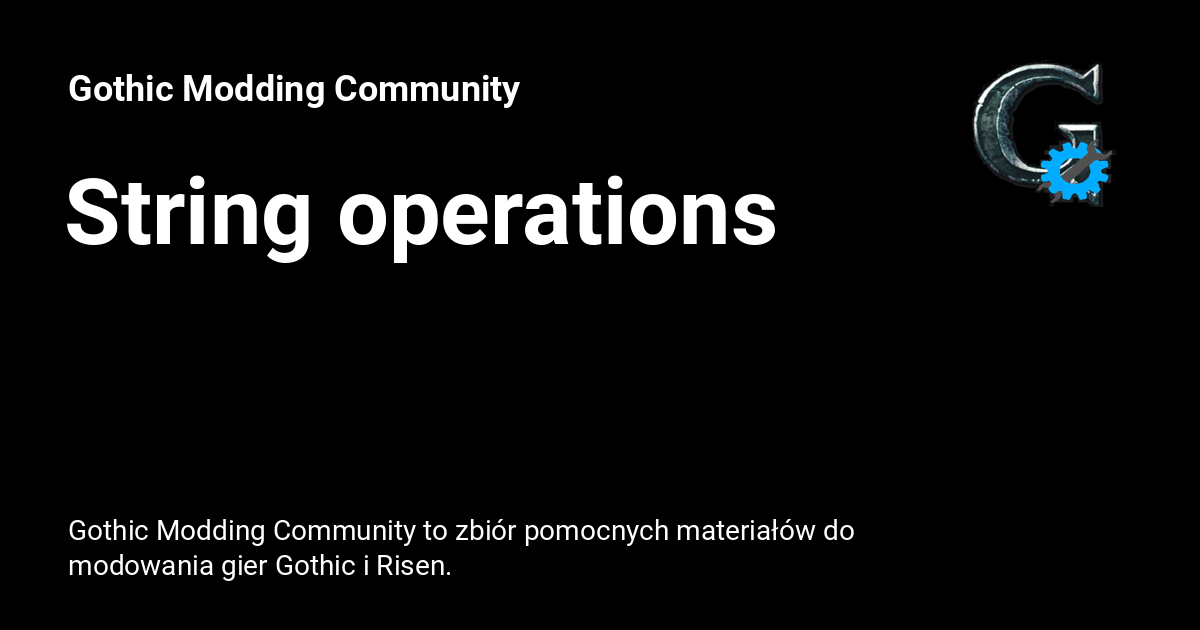 Gothic Modding Community
String operations
Gothic Modding Community to zbiór pomocnych materiałów do
modowania gier Gothic i Risen.